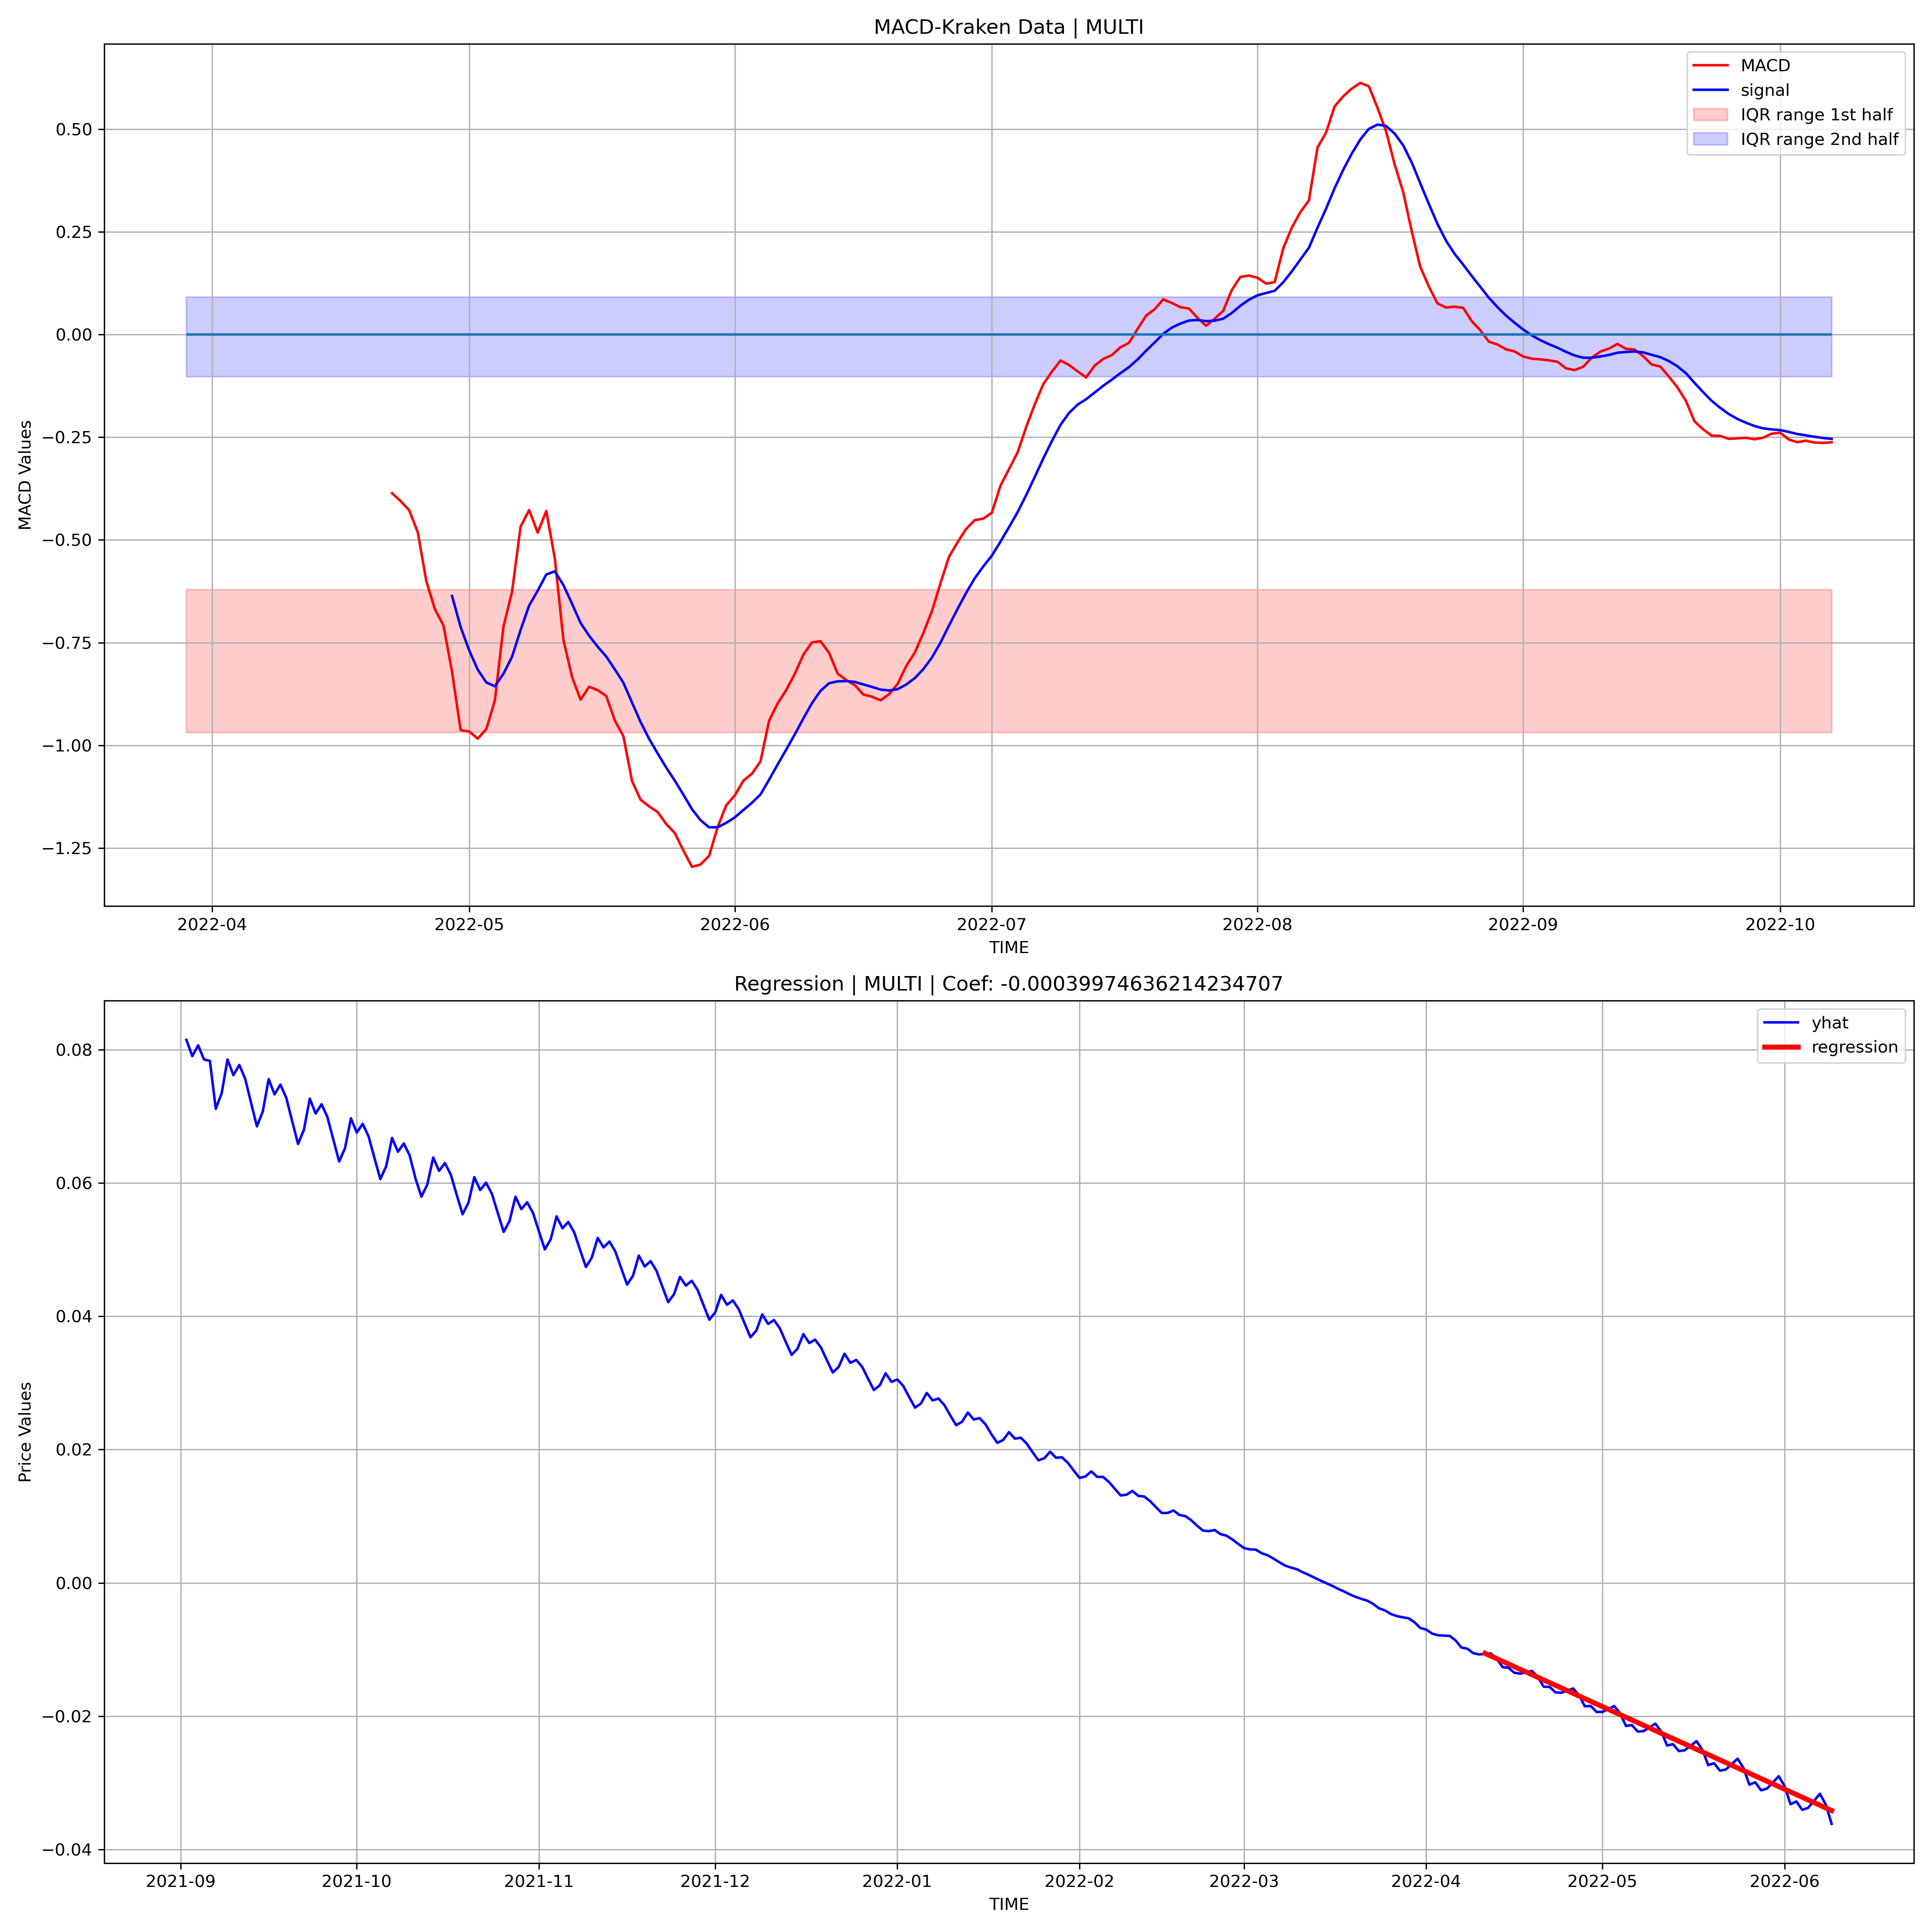 MACD-Kraken Data | MULTI
MACD
signal
IQR range 1st half
IQR range 2nd half
0.50
0.25
0.00
−0.25
−0.50
−0.75
−1.00
−1.25
MACD Values
2022-04 2022-05 2022-06 2022-07 2022-08 2022-09 2022-10
TIME
Regression | MULTI | Coef: -0.00039974636214234707
yhat
regression
0.08
0.06
0.04
0.02
0.00
−0.02
−0.04
Price Values
2021-09 2021-10 2021-11 2021-12 2022-01 2022-02 2022-03 2022-04 2022-05 2022-06
TIME